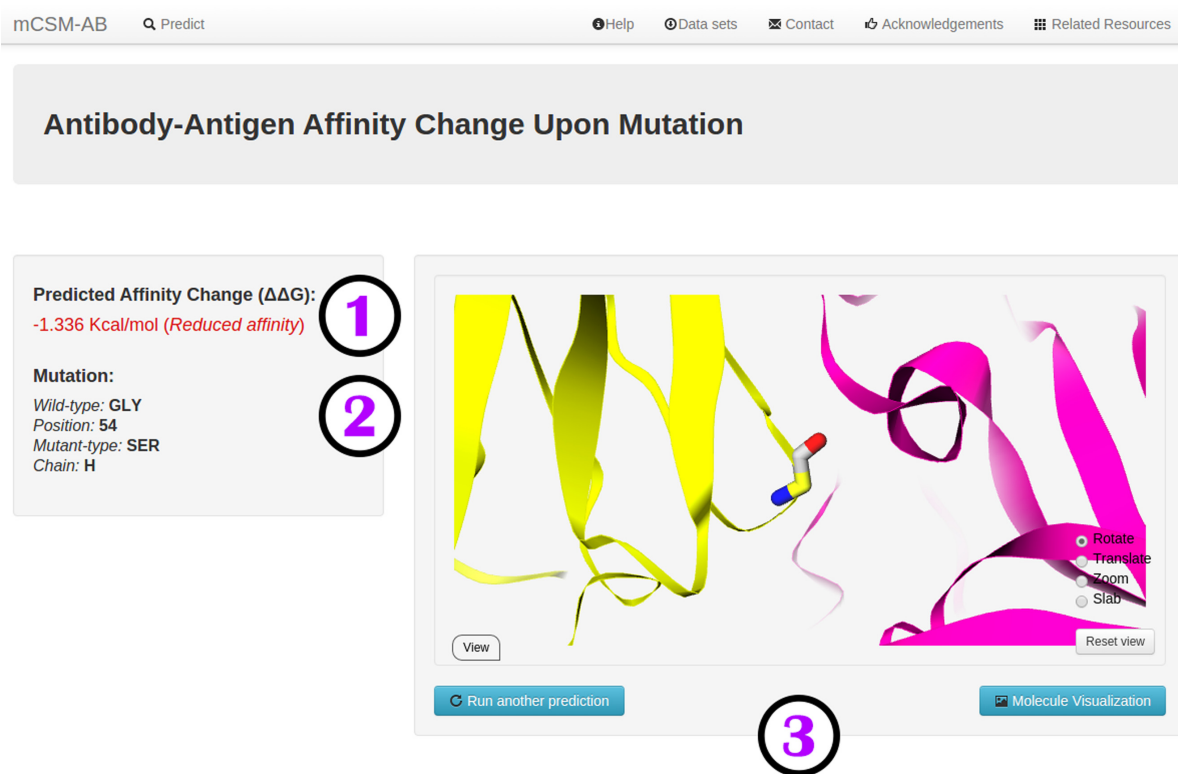 mCSM-AB Predict Help Data sets Contact Acknowledgements Related Resources
Antibody-Antigen Affinity Change Upon Mutation
Predicted Affinity Change (ΔΔG):
-1.336 Kcal/mol (Reduced affinity)
1
Mutation:
Wild-type: GLY
Position: 54
Mutant-type: SER
Chain: H
2
Rotate
Translate
Zoom
Slab
View
Reset view
Run another prediction
Molecule Visualization
3